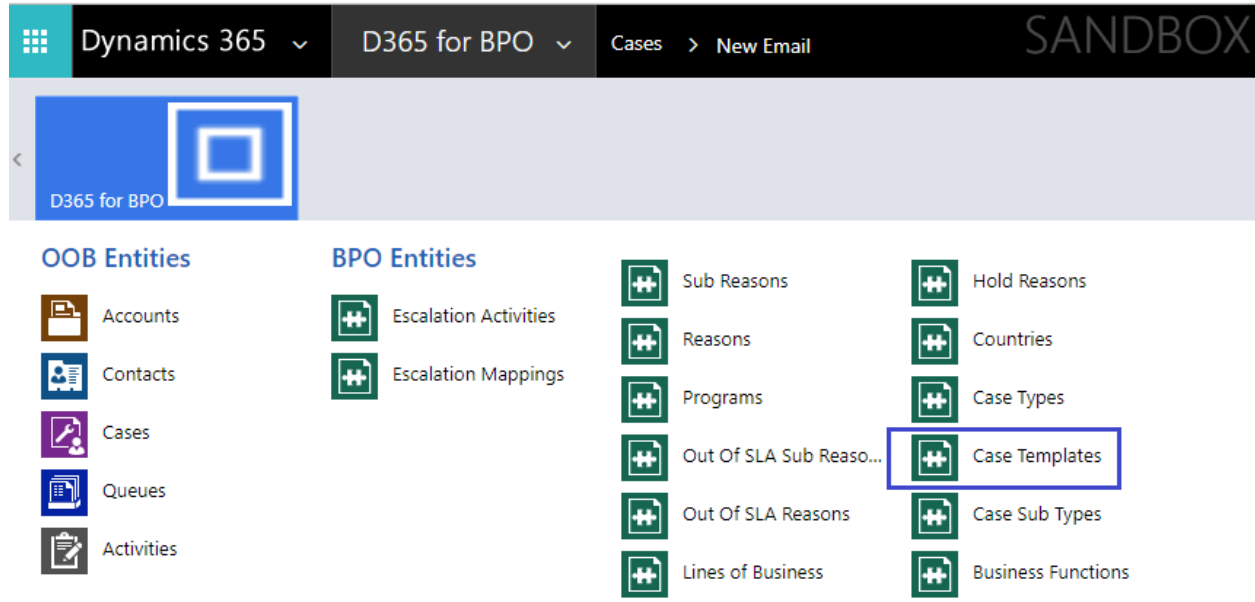 Dynamics 365
D365 for BPO
Cases > New Email
SANDBOX
D365 for BPO
OOB Entities
Accounts
Contacts
Cases
Queues
Activities
BPO Entities
Escalation Activities
Escalation Mappings
Sub Reasons
Reasons
Programs
Out Of SLA Sub Reaso...
Out Of SLA Reasons
Lines of Business
Hold Reasons
Countries
Case Types
Case Templates
Case Sub Types
Business Functions